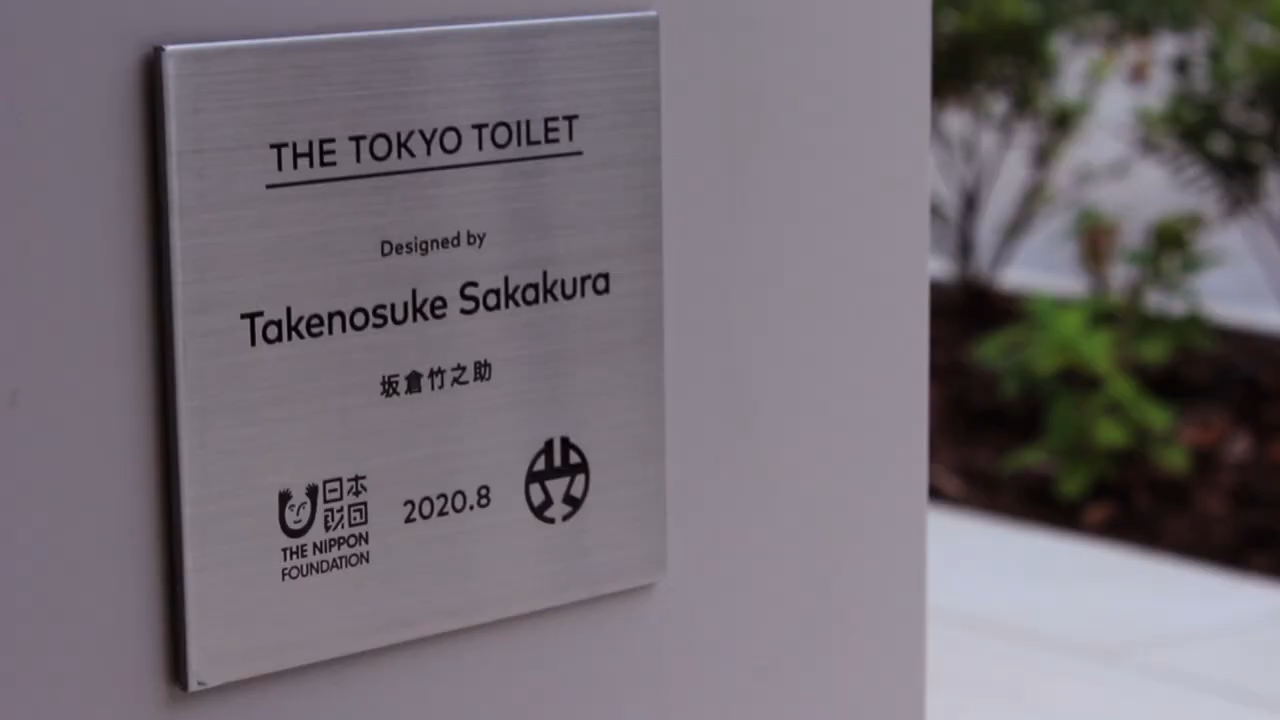 THE TOKYO TOILET
Designed by
Takenosuke Sakakura
坂倉竹之助
日本
財団
THE NIPPON
FOUNDATION
2020.8